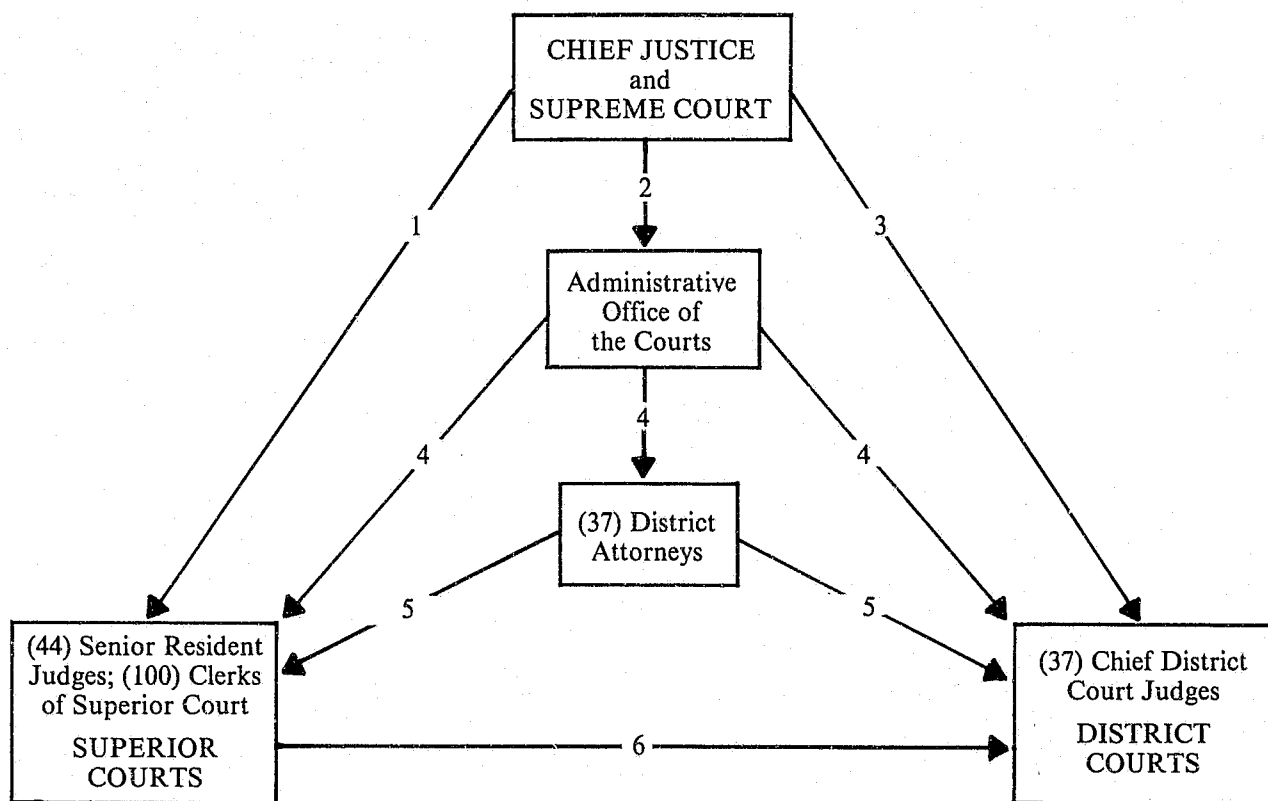 CHIEF JUSTICE
and
SUPREME COURT
2
1
3
Administrative
Office of
the Courts
4
4
4
(37) District
Attorneys
5
5
(44) Senior Resident
Judges; (100) Clerks
of Superior Court
SUPERIOR
COURTS
6
(37) Chief District
Court Judges
DISTRICT
COURTS